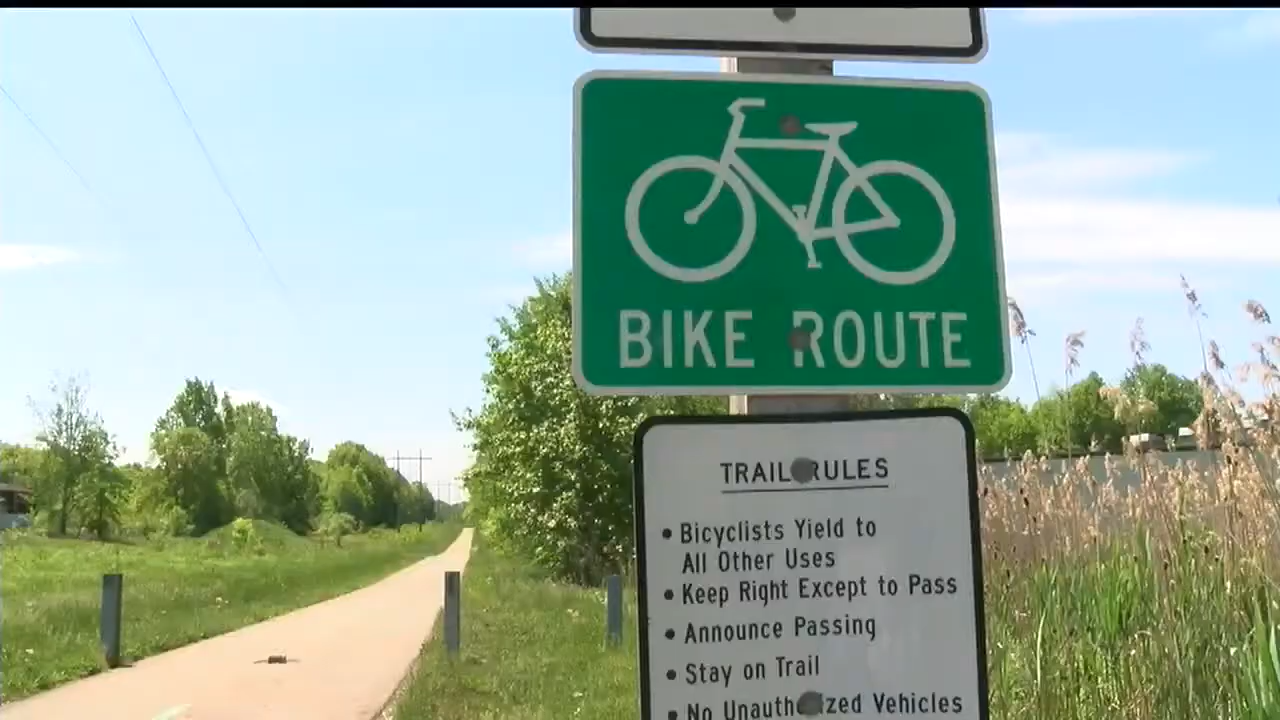 BIKE ROUTE
TRAIL RULES
• Bicyclists Yield to
All Other Uses
• Keep Right Except to Pass
• Announce Passing
• Stay on Trail
• No Unauthorized Vehicles